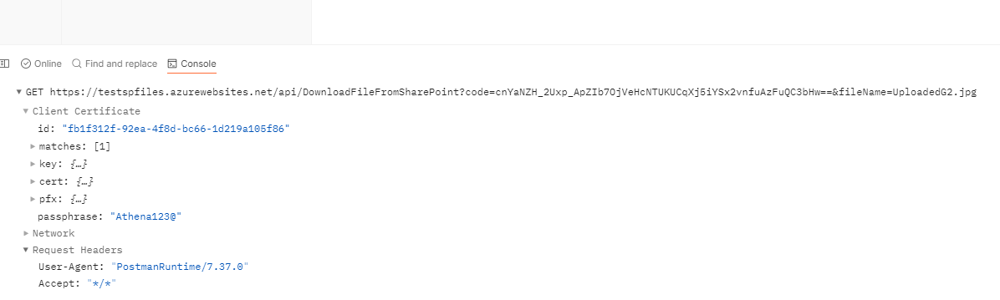 Online Find and replace Console
GET https://testspfiles.azurewebsites.net/api/DownloadFileFromSharePoint?code=cnYaNZH_2Uxp_ApZIb7OjVeHcNTUKUCqXj5iYSx2vnfuAzFuQC3bHw==&fileName=UploadedG2.jpg
Client Certificate
id: "fb1f312f-92ea-4f8d-bc66-1d219a105f86"
matches: [1]
key: {…}
cert: {…}
pfx: {…}
passphrase: "Athena123@"
Network
Request Headers
User-Agent: "PostmanRuntime/7.37.0"
Accept: "*/*"